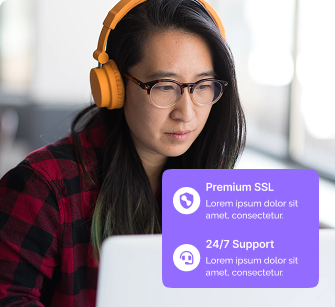 Premium SSL
Lorem ipsum dolor sit
amet, consectetur.
24/7 Support
Lorem ipsum dolor sit
amet, consectetur.